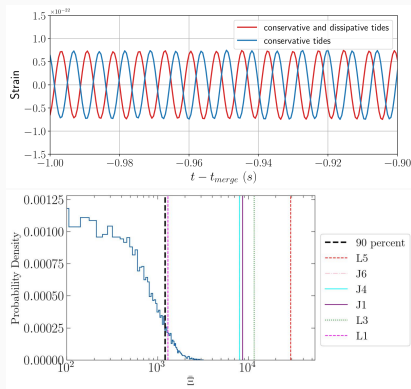 ×10⁻²²
1.5
1.0
0.5
0.0
−0.5
−1.0
−1.5
Strain
conservative and dissipative tides
conservative tides
−1.00 −0.98 −0.96 −0.94 −0.92 −0.90
t − t_merge (s)
0.00125
0.00100
0.00075
0.00050
0.00025
0.00000
Probability Density
10² 10³ 10⁴
Ξ
90 percent
L5
J6
J4
J1
L3
L1